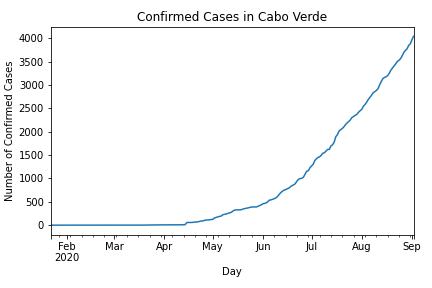 Confirmed Cases in Cabo Verde
Number of Confirmed Cases
4000
3500
3000
2500
2000
1500
1000
500
0
Feb Mar Apr May Jun Jul Aug Sep
2020
Day